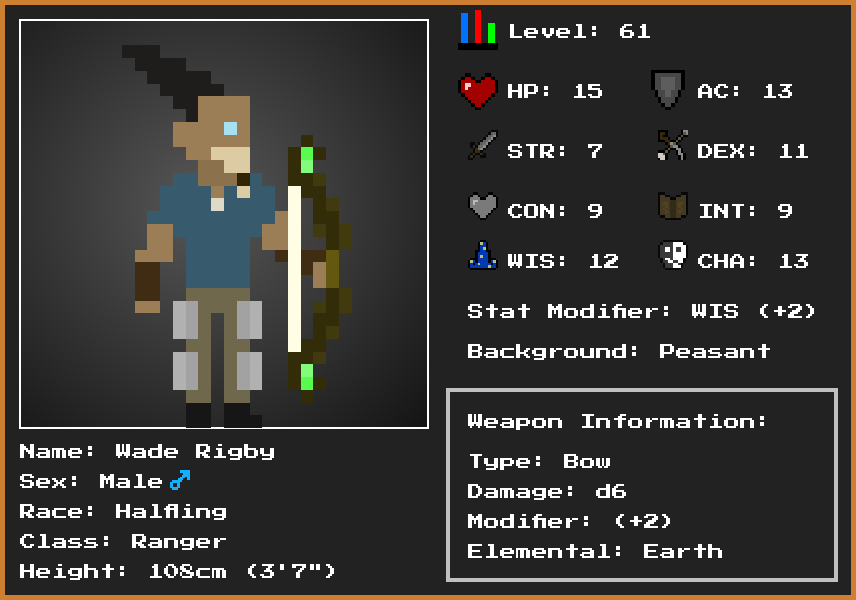 Level: 61
HP: 15 AC: 13
STR: 7 DEX: 11
CON: 9 INT: 9
WIS: 12 CHA: 13
Stat Modifier: WIS (+2)
Background: Peasant
Weapon Information:
Type: Bow
Damage: d6
Modifier: (+2)
Elemental: Earth
Name: Wade Rigby
Sex: Male ♂
Race: Halfling
Class: Ranger
Height: 108cm (3'7")